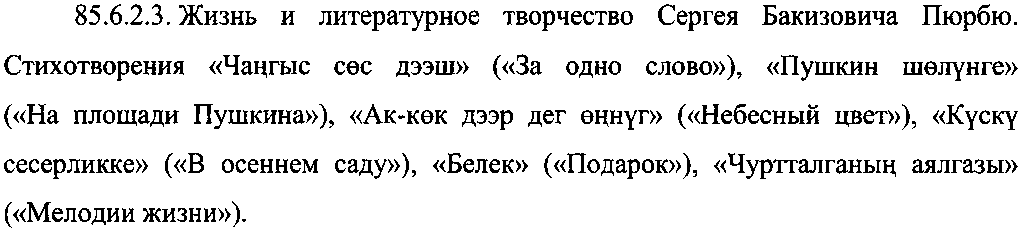 85.6.2.3. Жизнь и литературное творчество Сергея Бакизовича Пюрбю.
Стихотворения «Чаңгыс сөс дээш» («За одно слово»), «Пушкин шөлүнге»
(«На площади Пушкина»), «Ак-көк дээр дег өңнүг» («Небесный цвет»), «Күскү
сесерликке» («В осеннем саду»), «Белек» («Подарок»), «Чуртталганың аялгазы»
(«Мелодии жизни»).